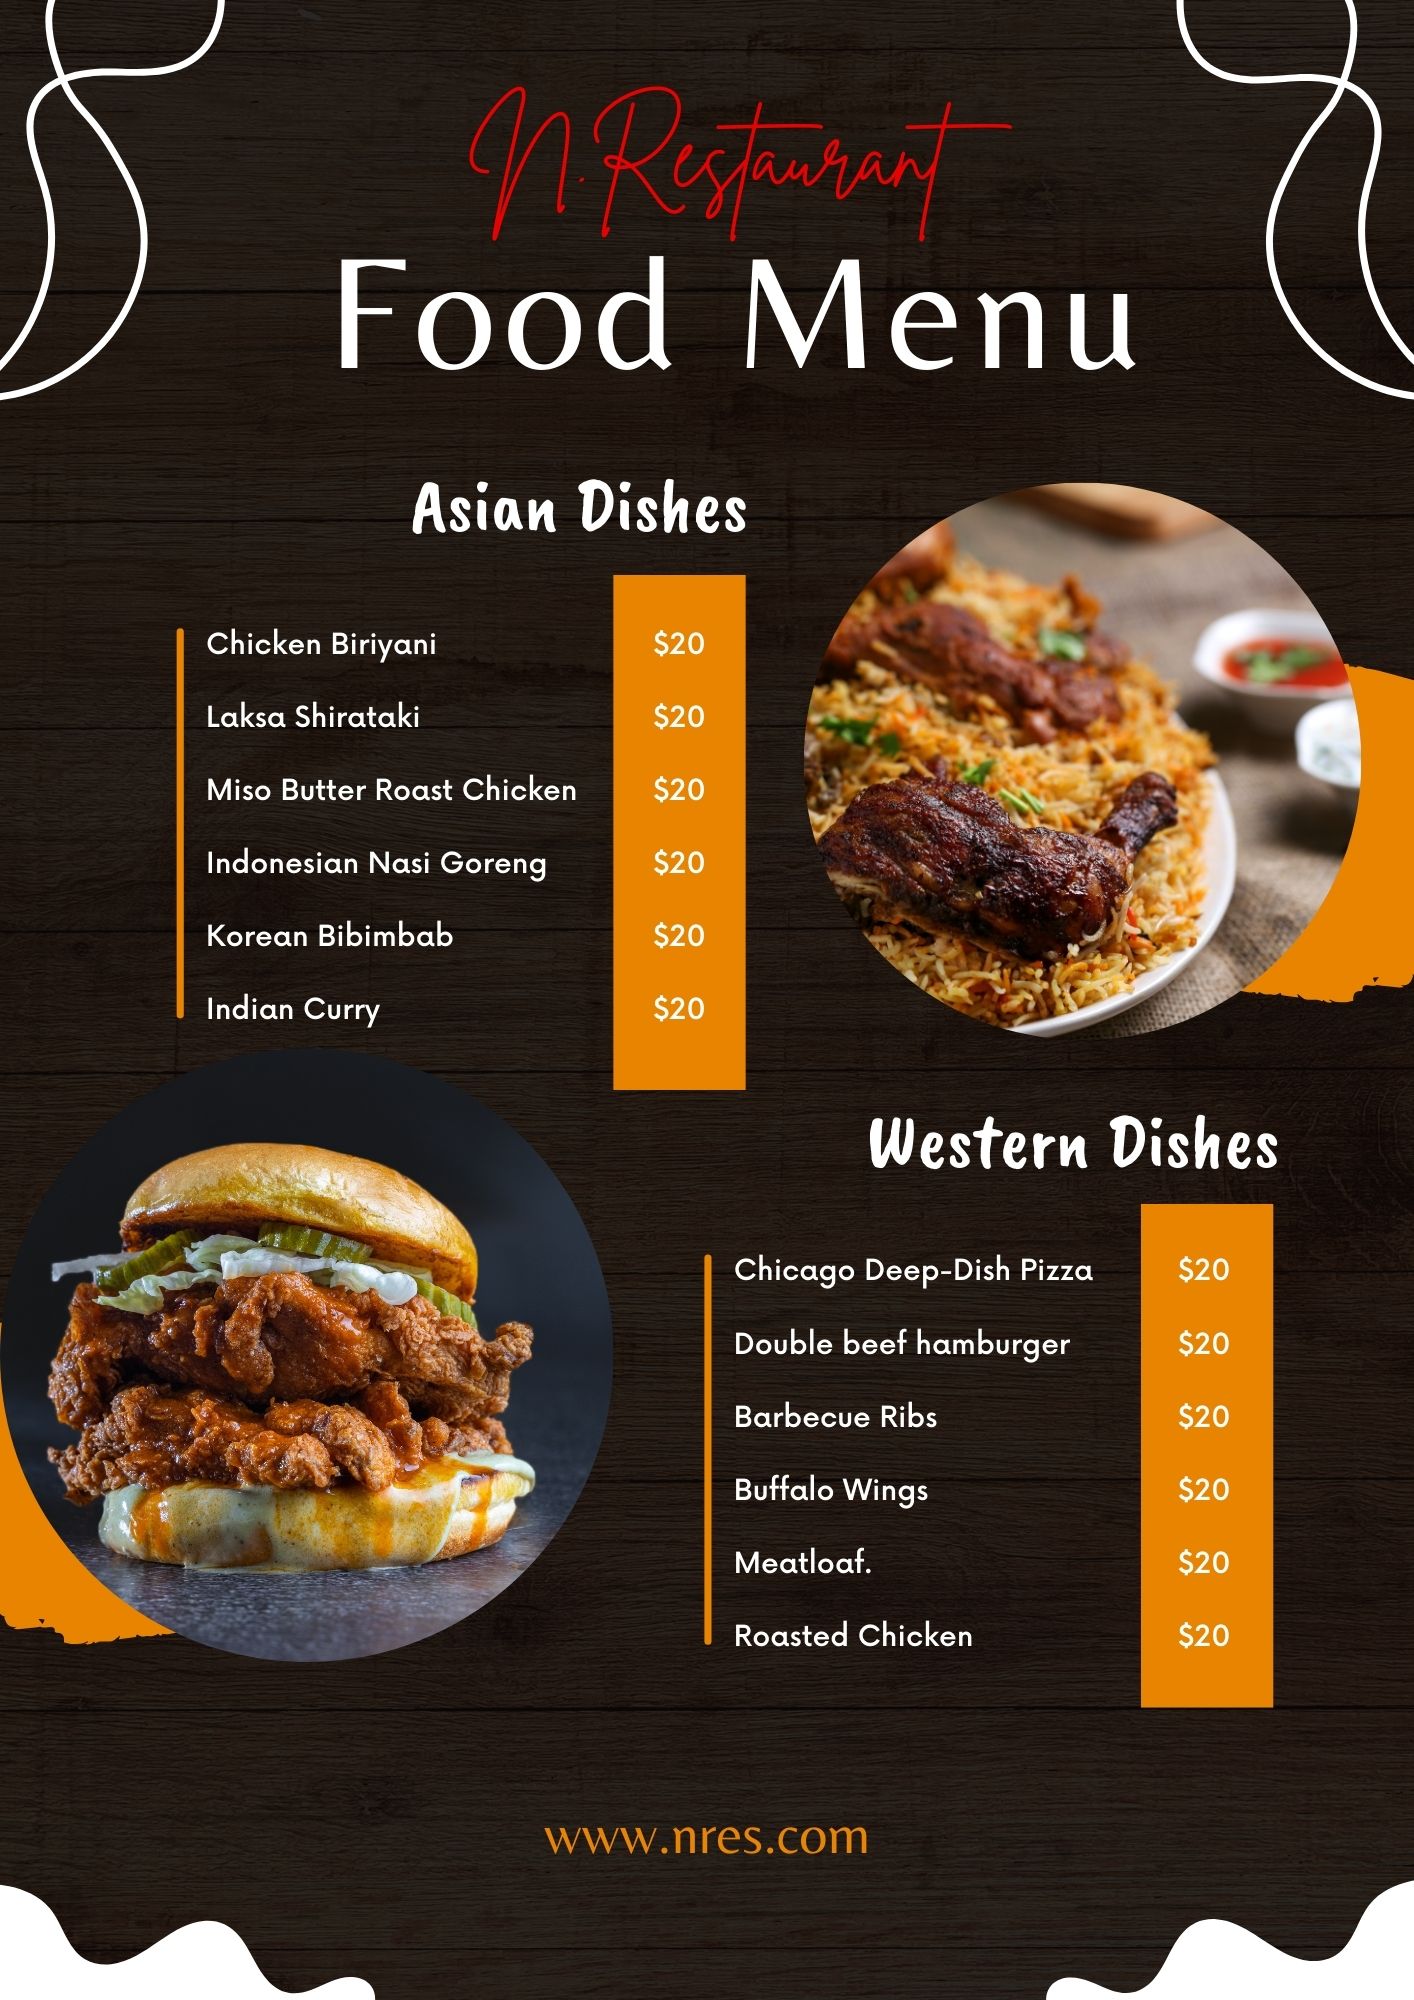 N.Restaurant
Food Menu
Asian Dishes
Chicken Biriyani $20
Laksa Shirataki $20
Miso Butter Roast Chicken $20
Indonesian Nasi Goreng $20
Korean Bibimbab $20
Indian Curry $20
Western Dishes
Chicago Deep-Dish Pizza $20
Double beef hamburger $20
Barbecue Ribs $20
Buffalo Wings $20
Meatloaf. $20
Roasted Chicken $20
www.nres.com